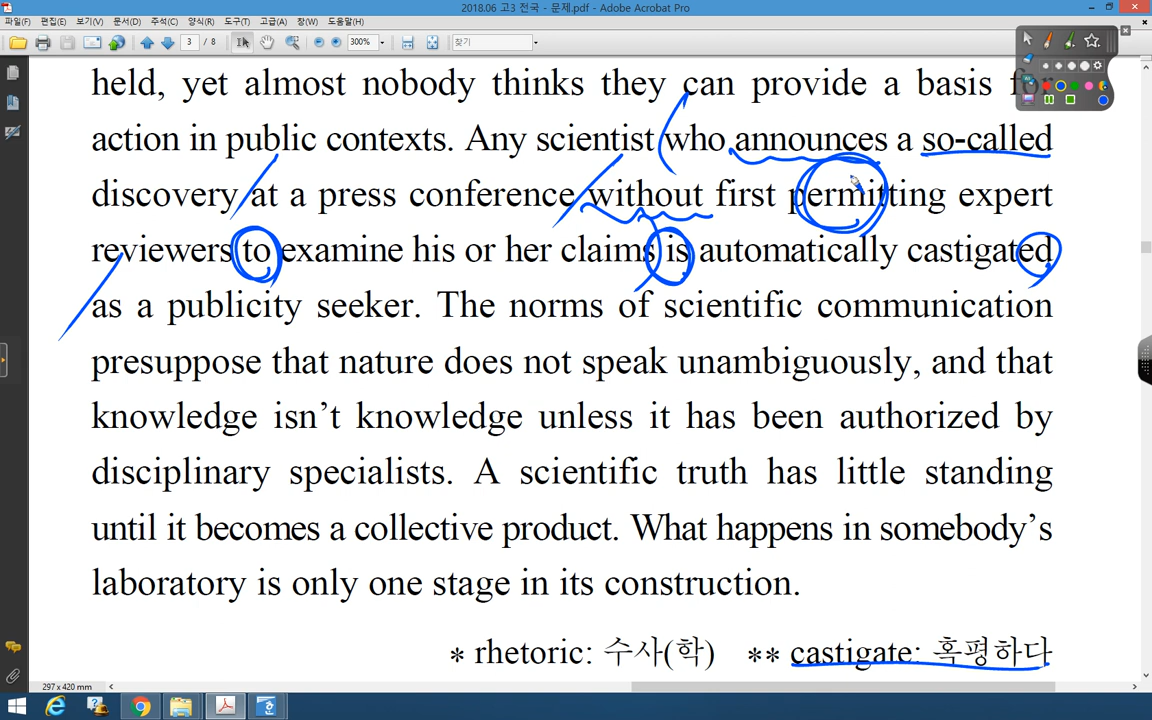 2018.06 고3 전국 - 문제.pdf - Adobe Acrobat Pro
파일(F) 편집(E) 보기(V) 문서(D) 주석(C) 양식(R) 도구(T) 고급(A) 창(W) 도움말(H)
3 / 8 300% 찾기
held, yet almost nobody thinks they can provide a basis for
action in public contexts. Any scientist who announces a so-called
discovery at a press conference without first permitting expert
reviewers to examine his or her claims is automatically castigated
as a publicity seeker. The norms of scientific communication
presuppose that nature does not speak unambiguously, and that
knowledge isn’t knowledge unless it has been authorized by
disciplinary specialists. A scientific truth has little standing
until it becomes a collective product. What happens in somebody’s
laboratory is only one stage in its construction.
* rhetoric: 수사(학) ** castigate: 혹평하다
297 x 420 mm